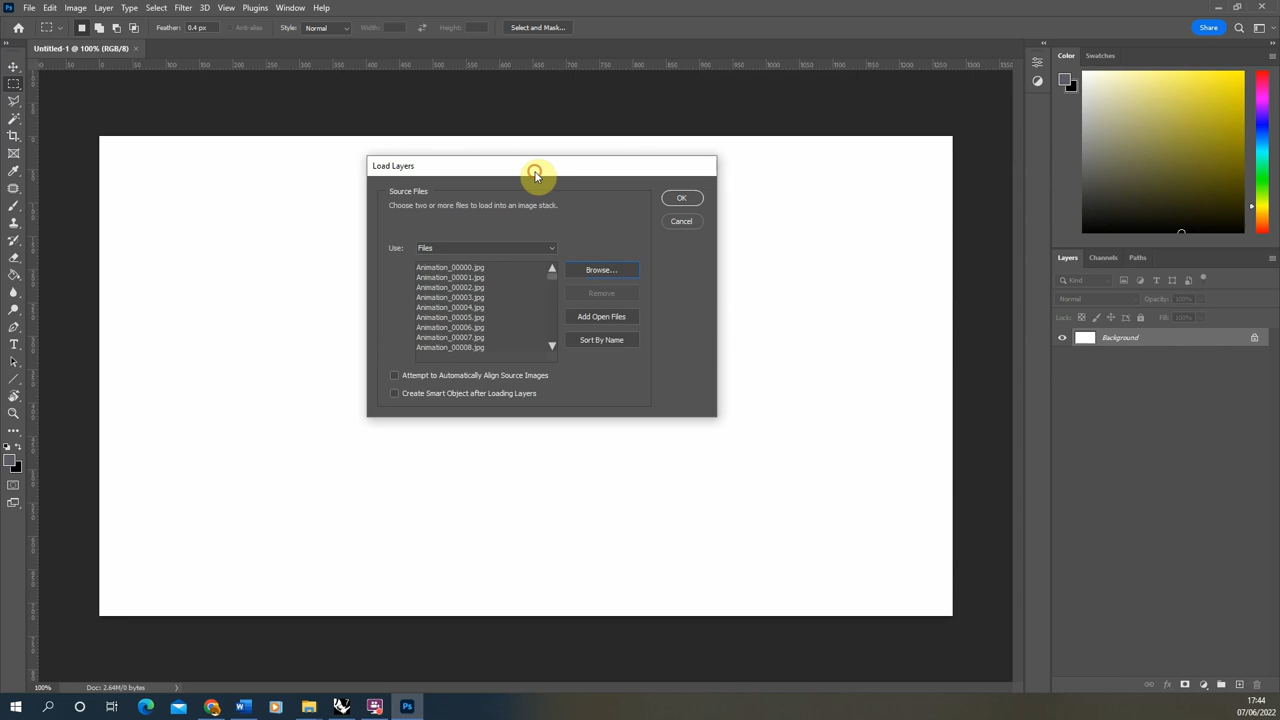 File Edit Image Layer Type Select Filter 3D View Plugins Window Help
Feather: 0.4 px Anti-alias Style: Normal Width: Height: Select and Mask... Share
Untitled-1 @ 100% (RGB/8)
Color Swatches
Load Layers
Source Files
Choose two or more files to load into an image stack.
OK
Cancel
Use: Files
Animation_00000.jpg
Animation_00001.jpg
Animation_00002.jpg
Animation_00003.jpg
Animation_00004.jpg
Animation_00005.jpg
Animation_00006.jpg
Animation_00007.jpg
Animation_00008.jpg
Browse...
Remove
Add Open Files
Sort By Name
Attempt to Automatically Align Source Images
Create Smart Object after Loading Layers
Layers Channels Paths
Kind
Normal Opacity: 100%
Lock: Fill: 100%
Background
100% Doc: 2.64M/0 bytes
17:44
07/06/2022